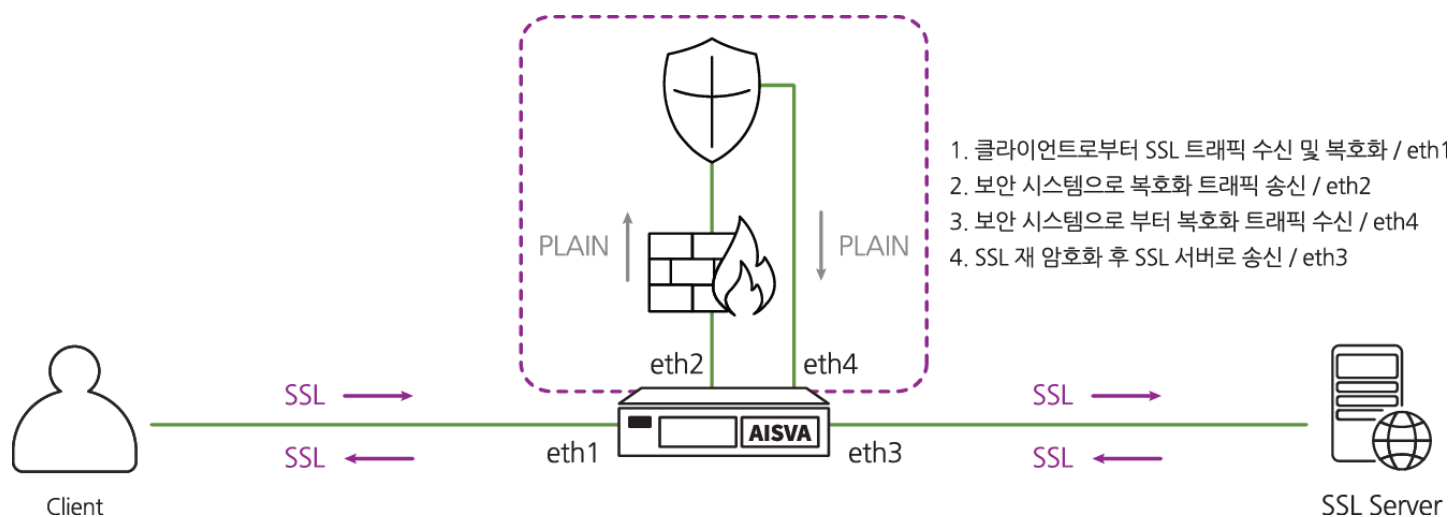 1. 클라이언트로부터 SSL 트래픽 수신 및 복호화 / eth1
2. 보안 시스템으로 복호화 트래픽 송신 / eth2
3. 보안 시스템으로 부터 복호화 트래픽 수신 / eth4
4. SSL 재 암호화 후 SSL 서버로 송신 / eth3
PLAIN
PLAIN
eth2
eth4
SSL
SSL
AISVA
eth1
eth3
SSL
SSL
Client
SSL Server